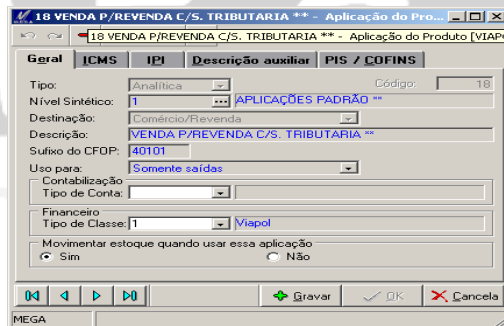 18 VENDA P/REVENDA C/S. TRIBUTARIA ** - Aplicação do Pro...
18 VENDA P/REVENDA C/S. TRIBUTARIA ** - Aplicação do Produto [VIAPO
Geral ICMS IPI Descrição auxiliar PIS / COFINS
Tipo: Analítica Código: 18
Nível Sintético: 1 ... APLICAÇÕES PADRÃO **
Destinação: Comércio/Revenda
Descrição: VENDA P/REVENDA C/S. TRIBUTARIA **
Sufixo do CFOP: 40101
Uso para: Somente saídas
Contabilização
Tipo de Conta:
Financeiro
Tipo de Classe: 1 Viapol
Movimentar estoque quando usar essa aplicação
Sim Não
Gravar OK Cancela
MEGA